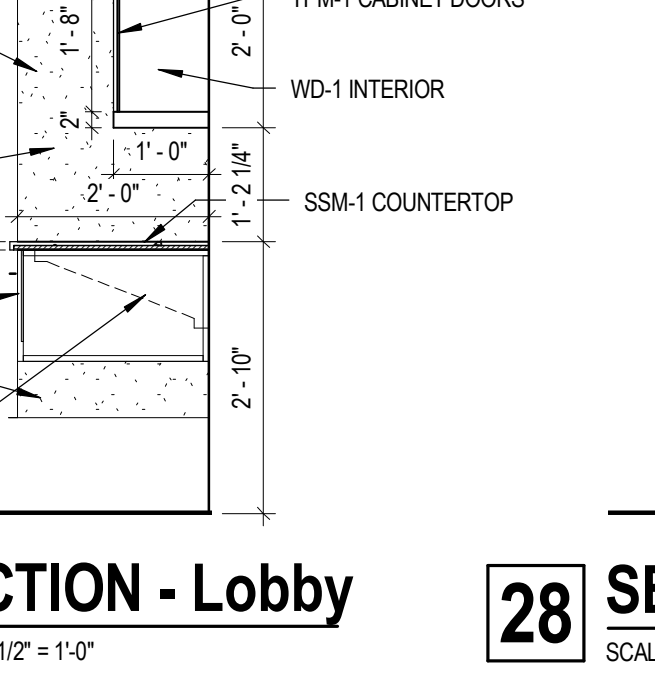 TPM-1 CABINET DOORS
1' - 8"
2' - 0"
WD-1 INTERIOR
2"
1' - 0"
1' - 2 1/4"
2' - 0"
SSM-1 COUNTERTOP
2' - 10"
CTION - Lobby
28
SE
1/2" = 1'-0"
SCAL